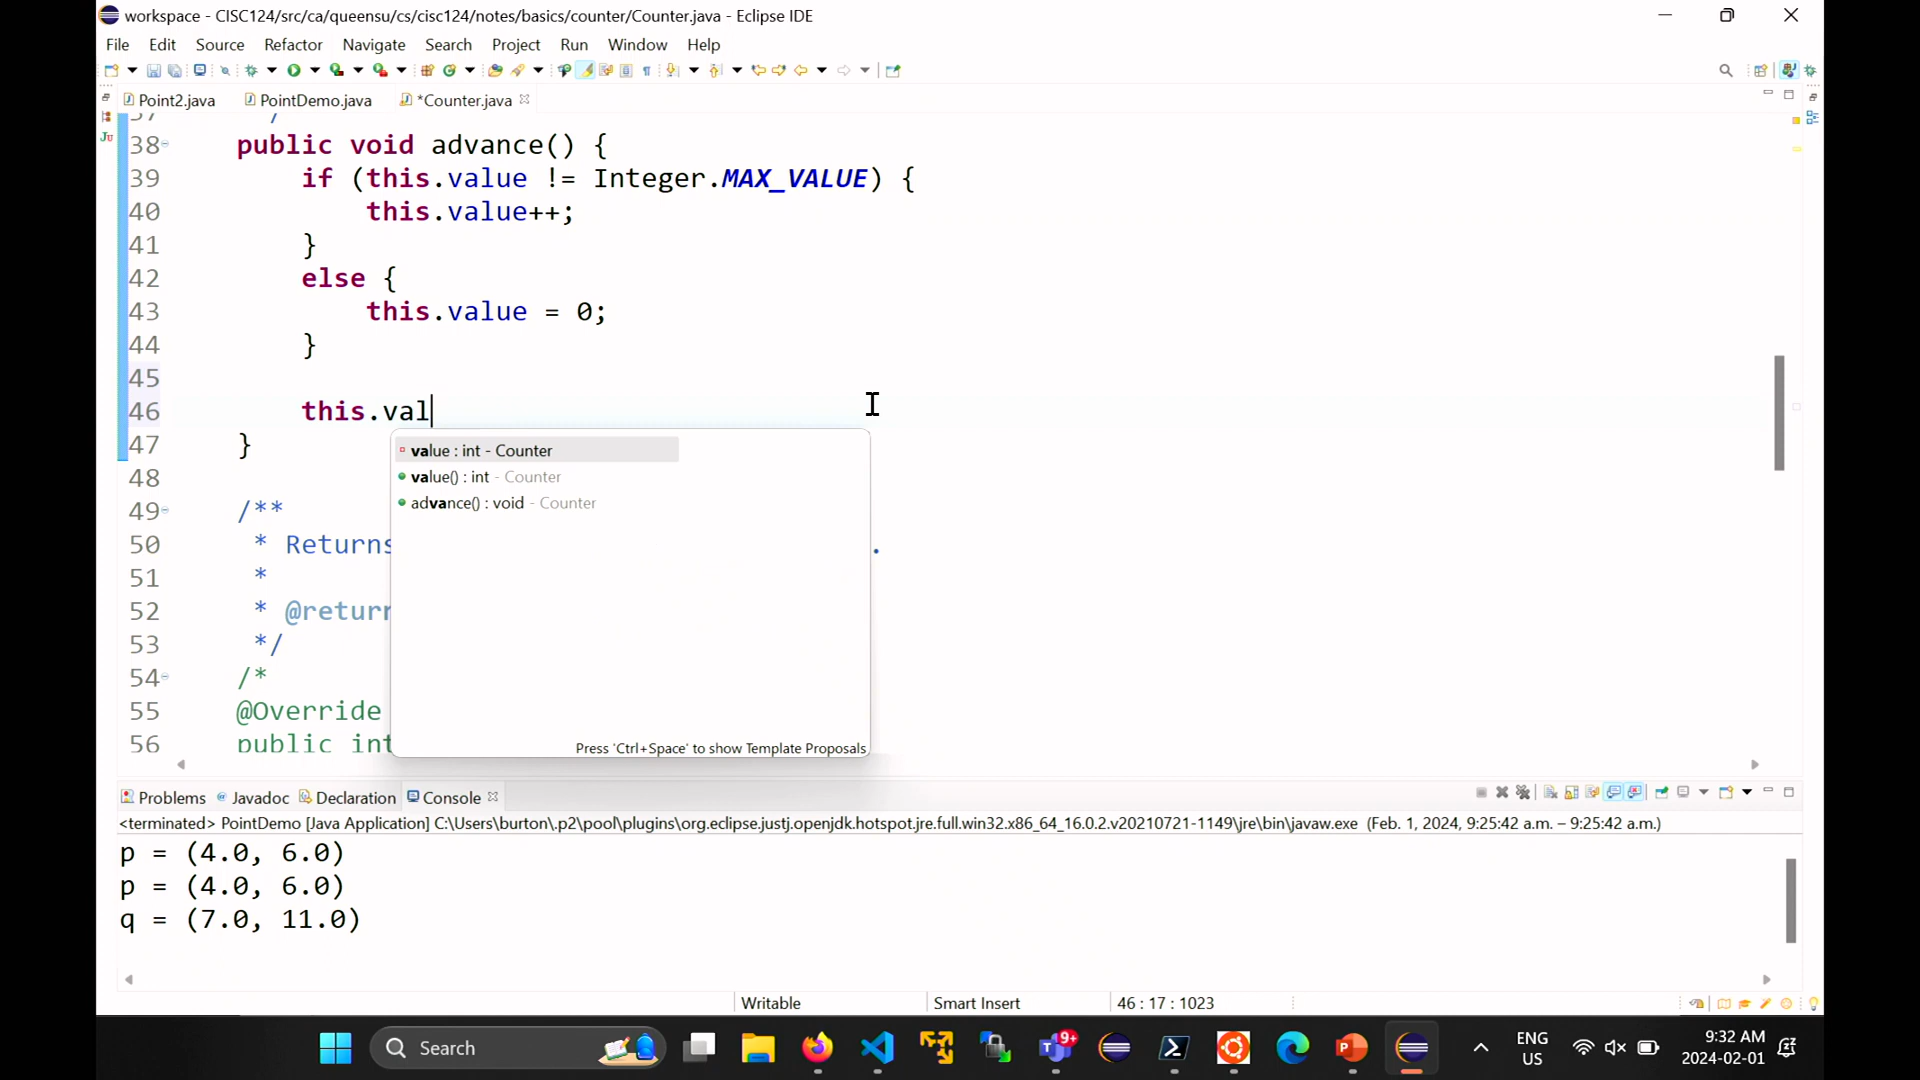 workspace - CISC124/src/ca/queensu/cs/cisc124/notes/basics/counter/Counter.java - Eclipse IDE
File Edit Source Refactor Navigate Search Project Run Window Help
Point2.java PointDemo.java *Counter.java
38 public void advance() {
39 if (this.value != Integer.MAX_VALUE) {
40 this.value++;
41 }
42 else {
43 this.value = 0;
44 }
45
46 this.val
47 }
value : int - Counter
48
value() : int - Counter
49 /**
advance() : void - Counter
50 * Returns .
51 *
52 * @return
53 */
54 /*
55 @Override
56 public int
Press 'Ctrl+Space' to show Template Proposals
Problems Javadoc Declaration Console
<terminated> PointDemo [Java Application] C:\Users\burton\.p2\pool\plugins\org.eclipse.justj.openjdk.hotspot.jre.full.win32.x86_64_16.0.2.v20210721-1149\jre\bin\javaw.exe (Feb. 1, 2024, 9:25:42 a.m. – 9:25:42 a.m.)
p = (4.0, 6.0)
p = (4.0, 6.0)
q = (7.0, 11.0)
Writable Smart Insert 46 : 17 : 1023
Search 9+ ENG US 9:32 AM 2024-02-01